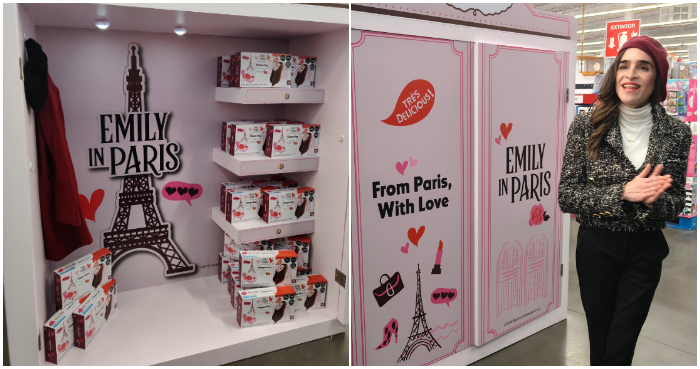 EMILY
IN PARIS
TRÈS
DELICIOUS!
From Paris,
With Love
EMILY
IN PARIS
EXTINTOR